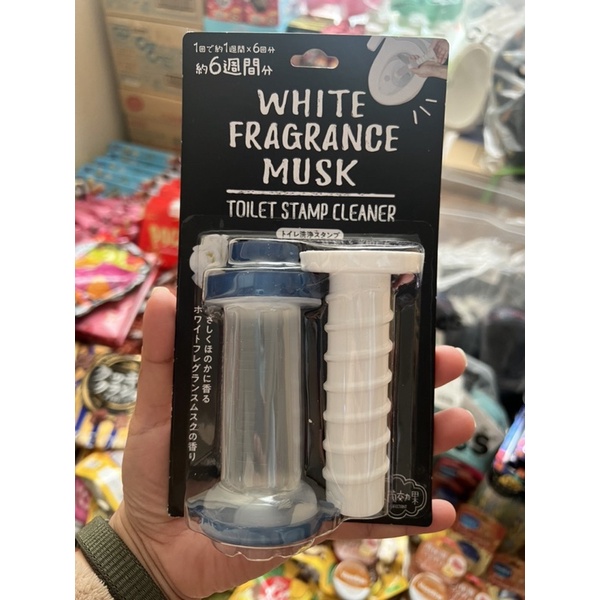 1回で約1週間×6回分
約6週間分
WHITE
FRAGRANCE
MUSK
TOILET STAMP CLEANER
トイレ洗浄スタンプ
やさしくほのかに香る
ホワイトフレグランスムスクの香り